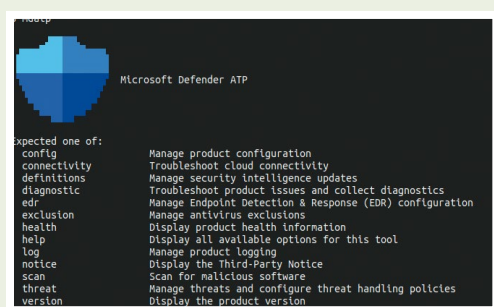 Microsoft Defender ATP
Expected one of:
config Manage product configuration
connectivity Troubleshoot cloud connectivity
definitions Manage security intelligence updates
diagnostic Troubleshoot product issues and collect diagnostics
edr Manage Endpoint Detection & Response (EDR) configuration
exclusion Manage antivirus exclusions
health Display product health information
help Display all available options for this tool
log Manage product logging
notice Display the Third-Party Notice
scan Scan for malicious software
threat Manage threats and configure threat handling policies
version Display the product version